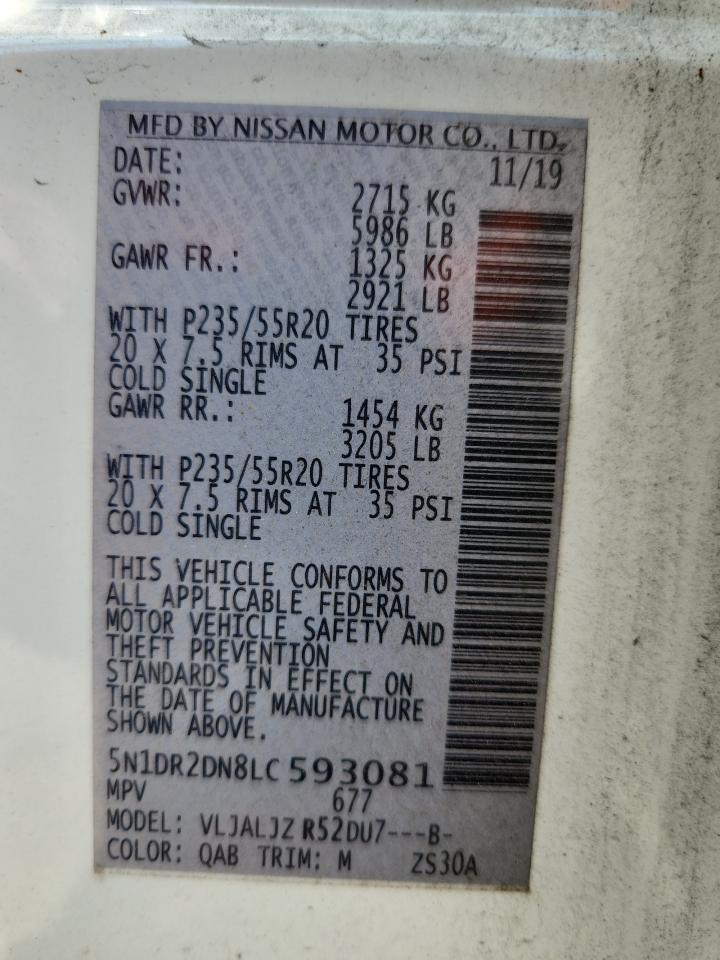 MFD BY NISSAN MOTOR CO., LTD.
DATE: 11/19
GVWR: 2715 KG
5986 LB
GAWR FR.: 1325 KG
2921 LB
WITH P235/55R20 TIRES
20 X 7.5 RIMS AT 35 PSI
COLD SINGLE
GAWR RR.: 1454 KG
3205 LB
WITH P235/55R20 TIRES
20 X 7.5 RIMS AT 35 PSI
COLD SINGLE
THIS VEHICLE CONFORMS TO
ALL APPLICABLE FEDERAL
MOTOR VEHICLE SAFETY AND
THEFT PREVENTION
STANDARDS IN EFFECT ON
THE DATE OF MANUFACTURE
SHOWN ABOVE.
5N1DR2DN8LC593081
MPV 677
MODEL: VLJALJZ R52DU7---B-
COLOR: QAB TRIM: M ZS30A